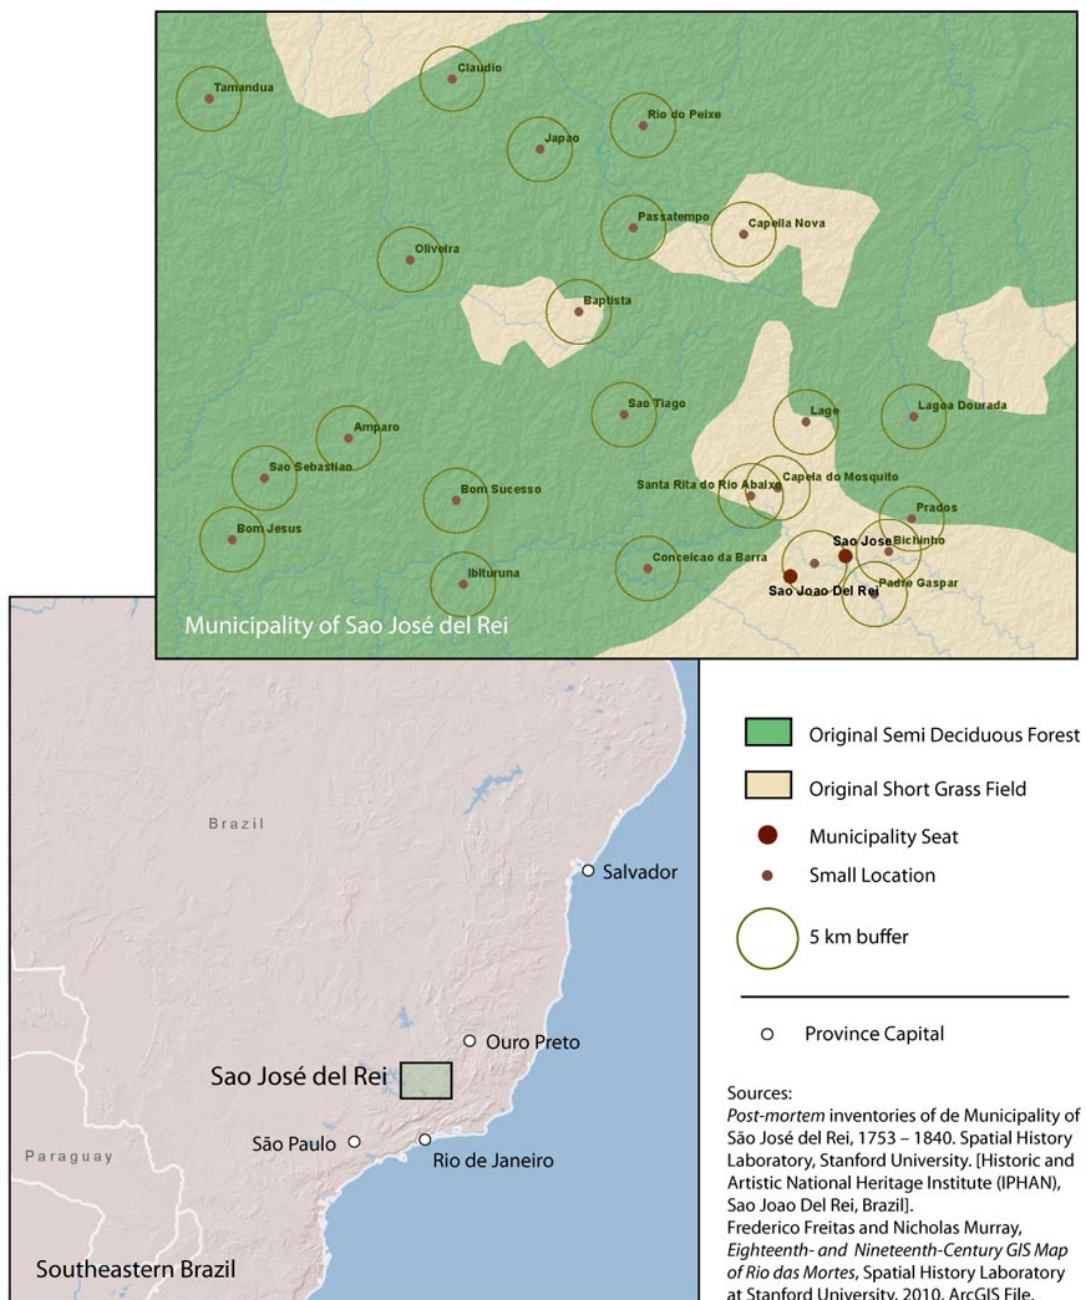 Claudio
Tamandua
Rio do Peixe
Japao
Passatempo
Capella Nova
Oliveira
Baptista
Sao Tiago
Lage
Lagoa Dourada
Amparo
Sao Sebastiao
Capela do Mosquito
Santa Rita do Rio Abaixo
Bom Sucesso
Prados
Bom Jesus
Sao Jose
Bichinho
Conceicao da Barra
Ibituruna
Padre Gaspar
Sao Joao Del Rei
Municipality of Sao José del Rei
Original Semi Deciduous Forest
Original Short Grass Field
Municipality Seat
Small Location
5 km buffer
Province Capital
Brazil
Salvador
Ouro Preto
Sao José del Rei
São Paulo
Rio de Janeiro
Paraguay
Southeastern Brazil
Sources:
Post-mortem inventories of de Municipality of
São José del Rei, 1753 – 1840. Spatial History
Laboratory, Stanford University. [Historic and
Artistic National Heritage Institute (IPHAN),
Sao Joao Del Rei, Brazil].
Frederico Freitas and Nicholas Murray,
Eighteenth- and Nineteenth-Century GIS Map
of Rio das Mortes, Spatial History Laboratory
at Stanford University, 2010. ArcGIS File.